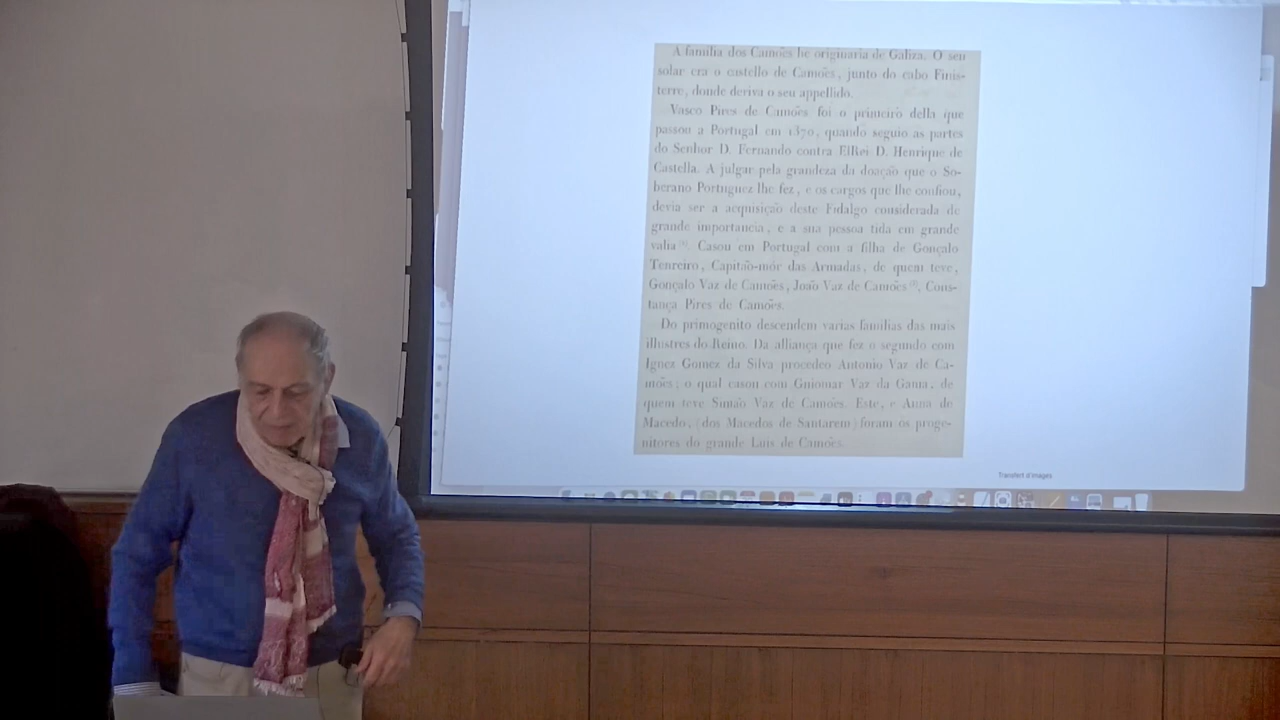 A familia dos Camões he originaria de Galiza. O seu
solar era o castello de Camões, junto do cabo Finis-
terre, donde deriva o seu appellido.
Vasco Pires de Camões foi o primeiro della que
passou a Portugal em 1370, quando seguio as partes
do Senhor D. Fernando contra ElRei D. Henrique de
Castella. A julgar pela grandeza da doação que o So-
berano Portuguez lhe fez, e os cargos que lhe confiou,
devia ser a acquisição deste Fidalgo considerada de
grande importancia, e a sua pessoa tida em grande
valia. Casou em Portugal com a filha de Gonçalo
Tenreiro, Capitão-mór das Armadas, de quem teve,
Gonçalo Vaz de Camões, João Vaz de Camões, Cons-
tança Pires de Camões.
Do primogenito descendem varias familias das mais
illustres do Reino. Da alliança que fez o segundo com
Ignez Gomez da Silva procedeo Antonio Vaz de Ca-
mões; o qual casou com Guiomar Vaz da Gama, de
quem teve Simão Vaz de Camões. Este, e Anna de
Macedo, (dos Macedos de Santarem) foram os proge-
nitores do grande Luis de Camões
Transfert d'images